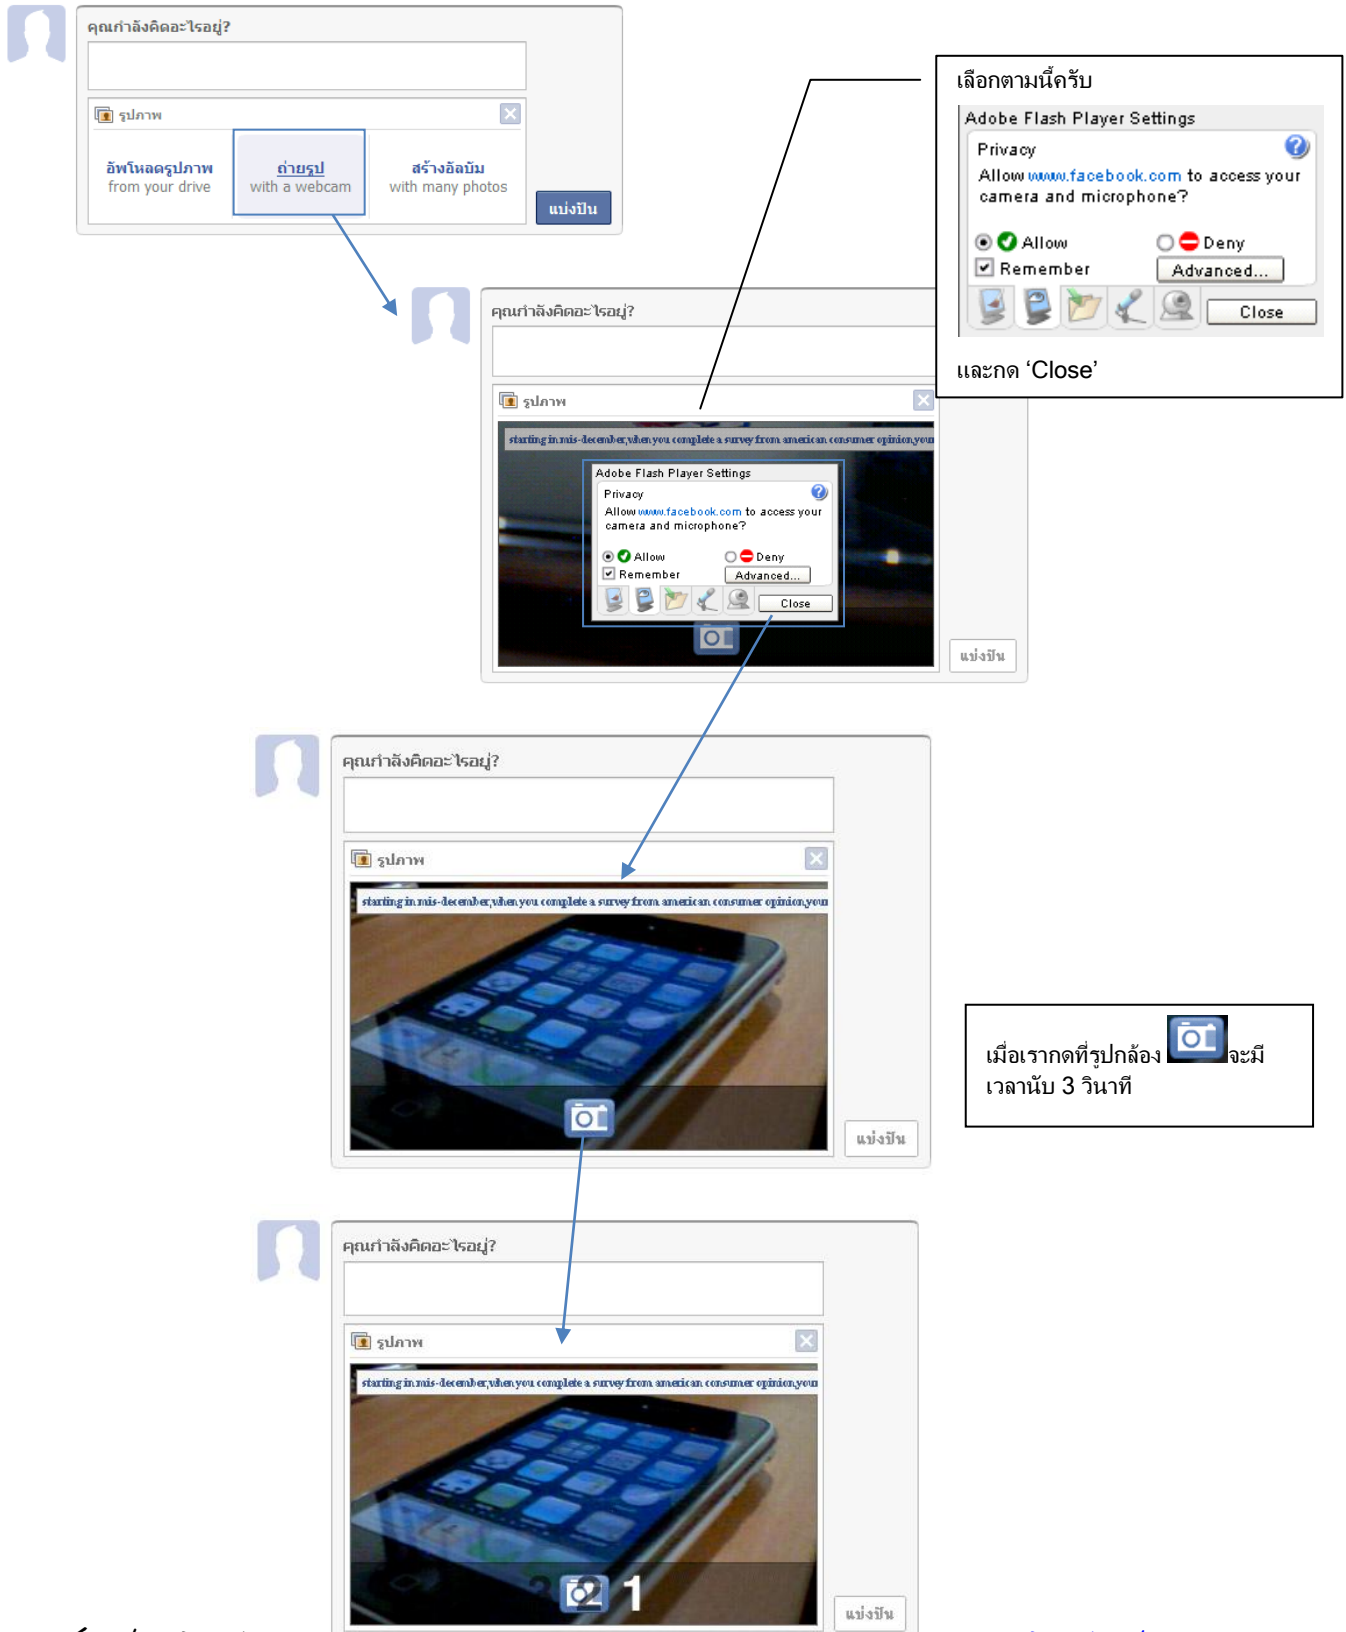 คุณกำลังคิดอะไรอยู่?
รูปภาพ
อัพโหลดรูปภาพ
from your drive
ถ่ายรูป
with a webcam
สร้างอัลบัม
with many photos
แบ่งปัน
เลือกตามนี้ครับ
Adobe Flash Player Settings
Privacy
Allow www.facebook.com to access your
camera and microphone?
Allow
Deny
Remember
Advanced...
Close
และกด ‘Close’
คุณกำลังคิดอะไรอยู่?
รูปภาพ
starting in mis-december,when you complete a survey from american consumer opinion,your
Adobe Flash Player Settings
Privacy
Allow www.facebook.com to access your
camera and microphone?
Allow
Deny
Remember
Advanced...
Close
แบ่งปัน
คุณกำลังคิดอะไรอยู่?
รูปภาพ
starting in mis-december,when you complete a survey from american consumer opinion,your
แบ่งปัน
เมื่อเรากดที่รูปกล้อง จะมี
เวลานับ 3 วินาที
คุณกำลังคิดอะไรอยู่?
รูปภาพ
starting in mis-december,when you complete a survey from american consumer opinion,your
3 2 1
แบ่งปัน